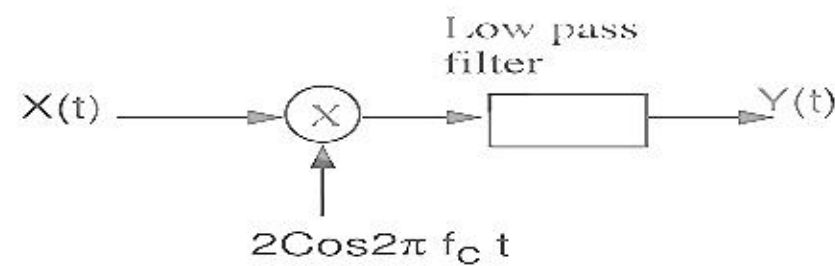 Low pass
filter
X(t)
X
Y(t)
2Cos2π f_C t